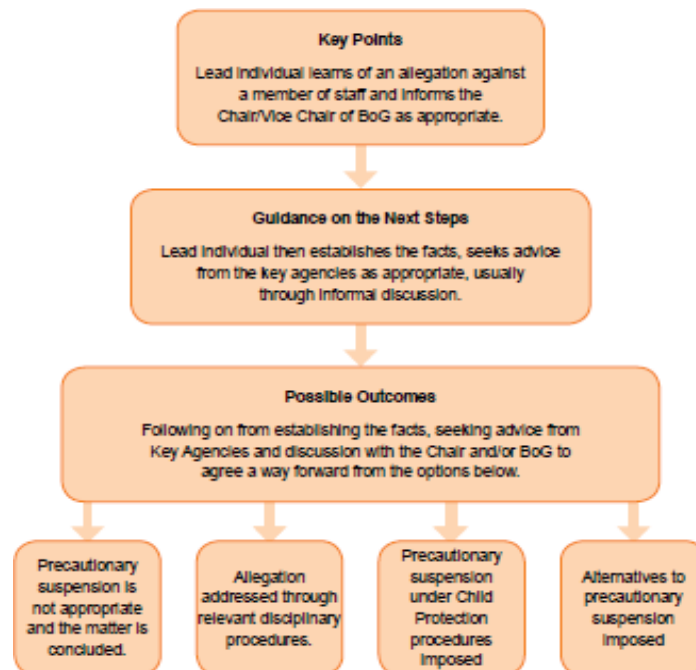 Key Points
Lead individual learns of an allegation against
a member of staff and informs the
Chair/Vice Chair of BoG as appropriate.
Guidance on the Next Steps
Lead individual then establishes the facts, seeks advice
from the key agencies as appropriate, usually
through informal discussion.
Possible Outcomes
Following on from establishing the facts, seeking advice from
Key Agencies and discussion with the Chair and/or BoG to
agree a way forward from the options below.
Precautionary
suspension is
not appropriate
and the matter is
concluded.
Allegation
addressed through
relevant disciplinary
procedures.
Precautionary
suspension
under Child
Protection
procedures
imposed
Alternatives to
precautionary
suspension
imposed